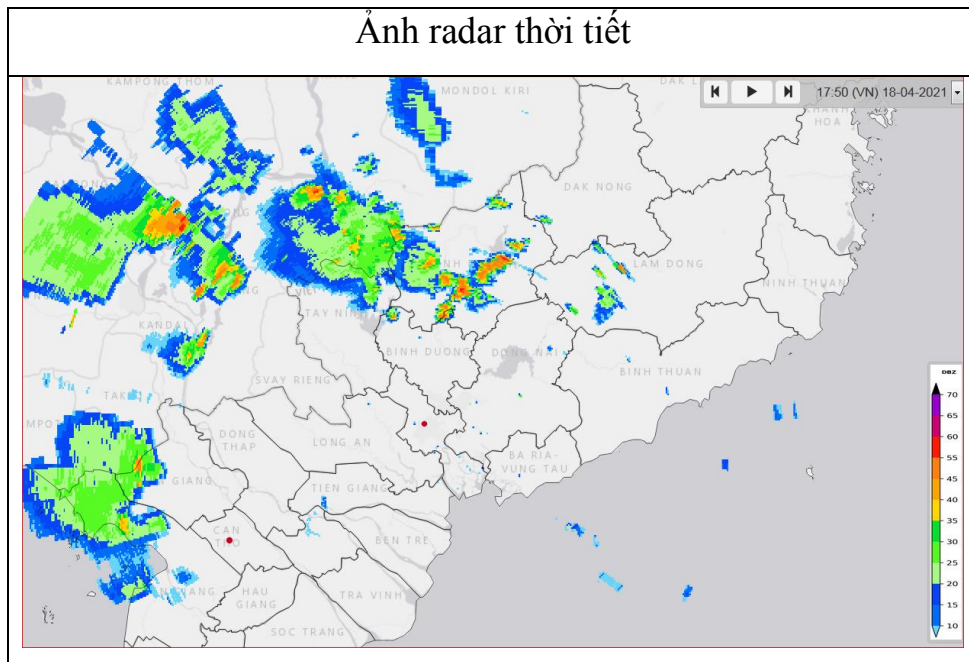 Ảnh radar thời tiết
KAMPONG THOM
MONDOL KIRI
17:50 (VN) 18-04-2021
HOA
DAK NONG
LAM DONG
NINH THUAN
TAY NINH
KANDAL
BINH DUONG
DONG NAI
BINH THUAN
SVAY RIENG
DBZ
70
65
60
55
50
45
40
35
30
25
20
15
10
DONG
THAP
LONG AN
BA RIA-
VUNG TAU
GIANG
TIEN GIANG
CAN
THO
BEN TRE
HAU
GIANG
TRA VINH
SOC TRANG